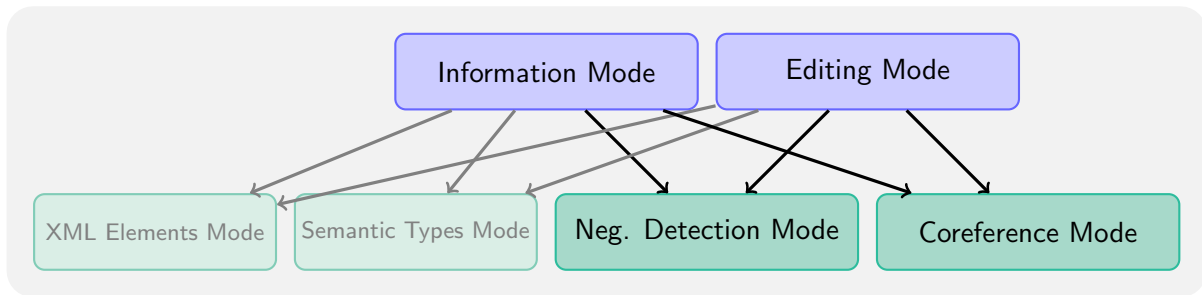 Information Mode
Editing Mode
XML Elements Mode
Semantic Types Mode
Neg. Detection Mode
Coreference Mode